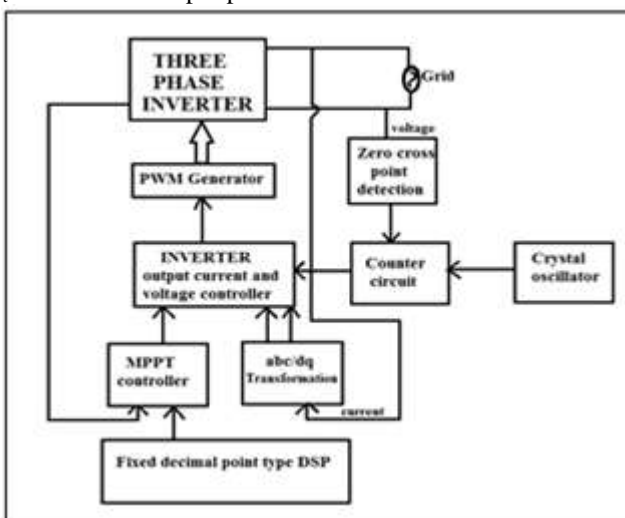 THREE
PHASE
INVERTER
Grid
voltage
Zero cross
point
detection
PWM Generator
INVERTER
output current and
voltage controller
Counter
circuit
Crystal
oscillator
MPPT
controller
abc/dq
Transformation
current
Fixed decimal point type DSP